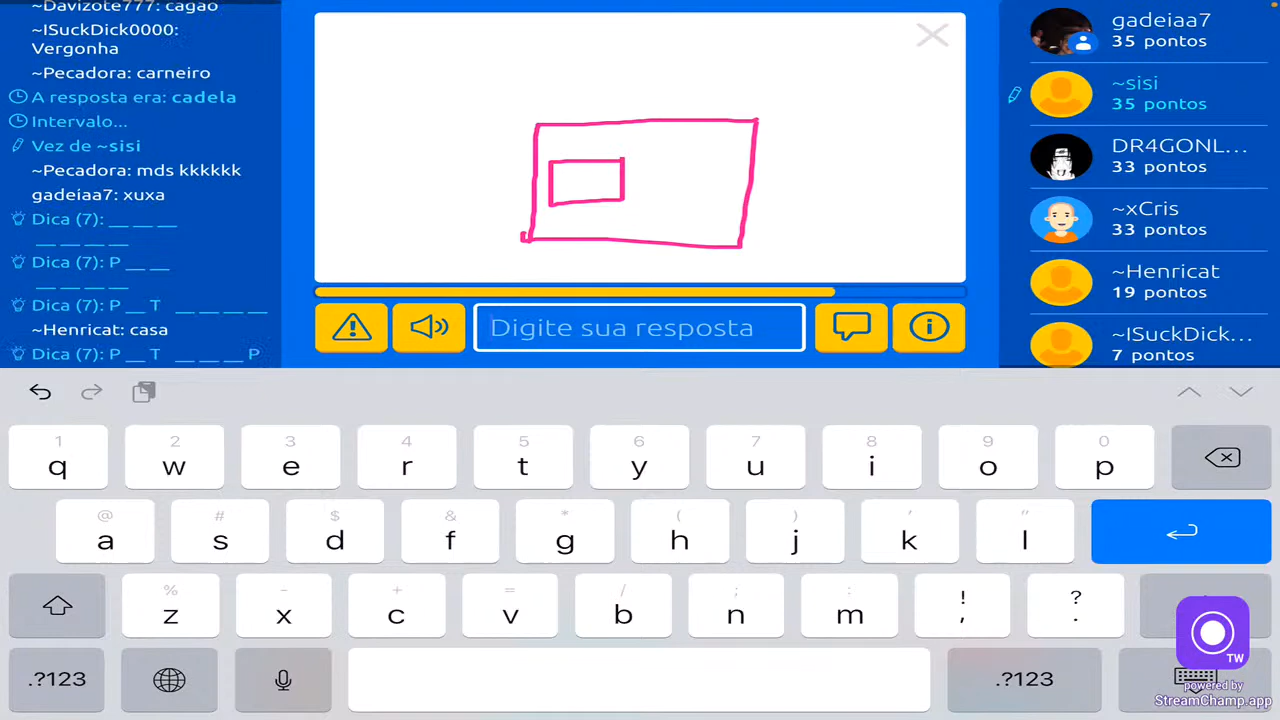 ~Davizote777: cagao
~ISuckDick0000:
Vergonha
~Pecadora: carneiro
A resposta era: cadela
Intervalo...
Vez de ~sisi
~Pecadora: mds kkkkkk
gadeiaa7: xuxa
Dica (7): __ __ __
__ __ __ __
Dica (7): P __ __
__ __ __ __
Dica (7): P __ T __ __ __ __
~Henricat: casa
Dica (7): P __ T __ __ __ P
Digite sua resposta
gadeiaa7
35 pontos
~sisi
35 pontos
DR4GONL...
33 pontos
~xCris
33 pontos
~Henricat
19 pontos
~ISuckDick...
7 pontos
1 2 3 4 5 6 7 8 9 0
q w e r t y u i o p
@ # $ & * ( ) ' "
a s d f g h j k l
% - + = / ; : ! ?
z x c v b n m , .
.?123 .?123
TW
powered by
StreamChamp.app